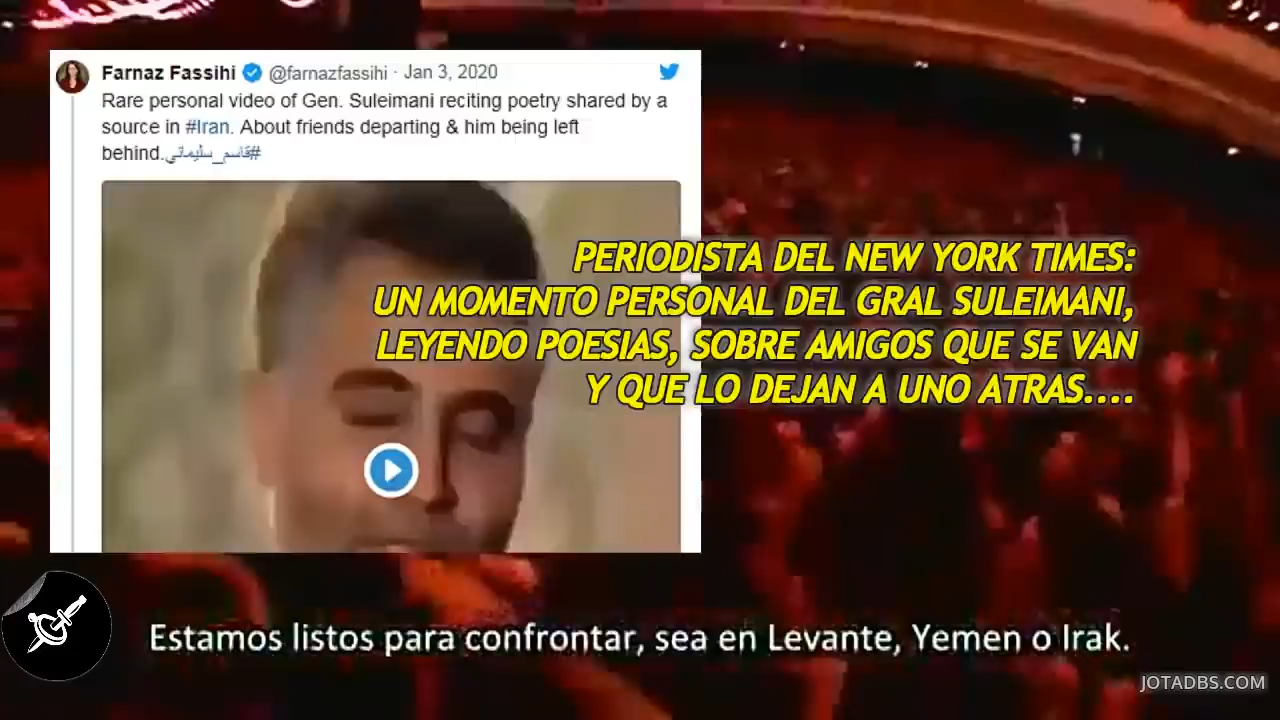 Farnaz Fassihi @farnazfassihi · Jan 3, 2020
Rare personal video of Gen. Suleimani reciting poetry shared by a
source in #Iran. About friends departing & him being left
behind.#قاسم_سلیماني
PERIODISTA DEL NEW YORK TIMES:
UN MOMENTO PERSONAL DEL GRAL SULEIMANI,
LEYENDO POESIAS, SOBRE AMIGOS QUE SE VAN
Y QUE LO DEJAN A UNO ATRAS....
Estamos listos para confrontar, sea en Levante, Yemen o Irak.
JOTADBS.COM